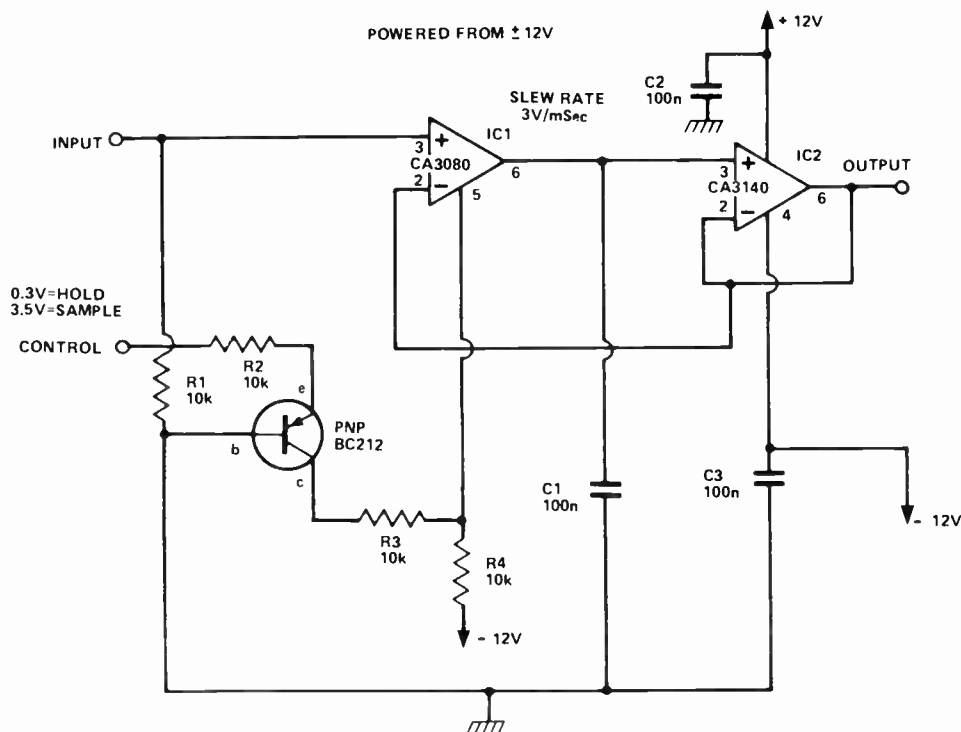 POWERED FROM ± 12V
+ 12V
C2
100n
SLEW RATE
3V/mSec
INPUT
3
+
CA3080
2
−
IC1
6
5
3
+
CA3140
2
−
IC2
6
4
OUTPUT
0.3V=HOLD
3.5V=SAMPLE
CONTROL
R1
10k
R2
10k
e
b
c
PNP
BC212
R3
10k
R4
10k
- 12V
C1
100n
C3
100n
- 12V